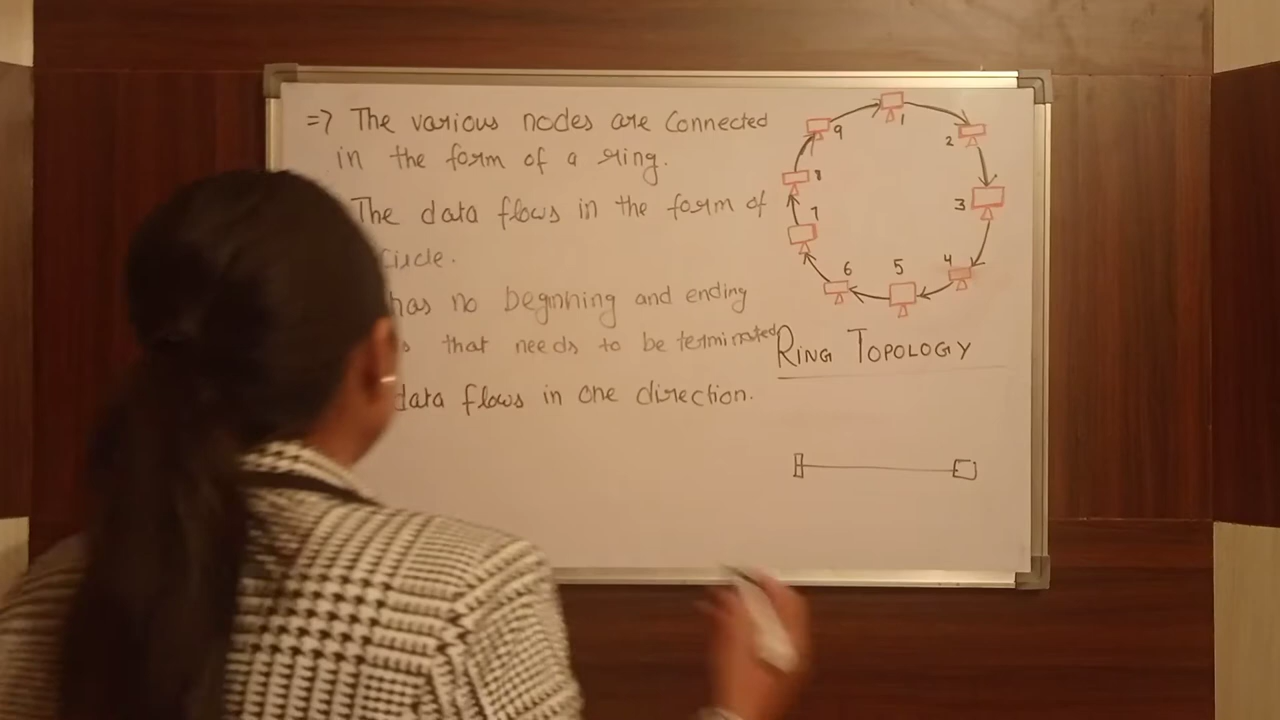 => The various nodes are Connected
in the form of a ring.
The data flows in the form of
Circle.
has no beginning and ending
that needs to be terminated
data flows in one direction.
1
2
3
4
5
6
7
8
9
RING TOPOLOGY